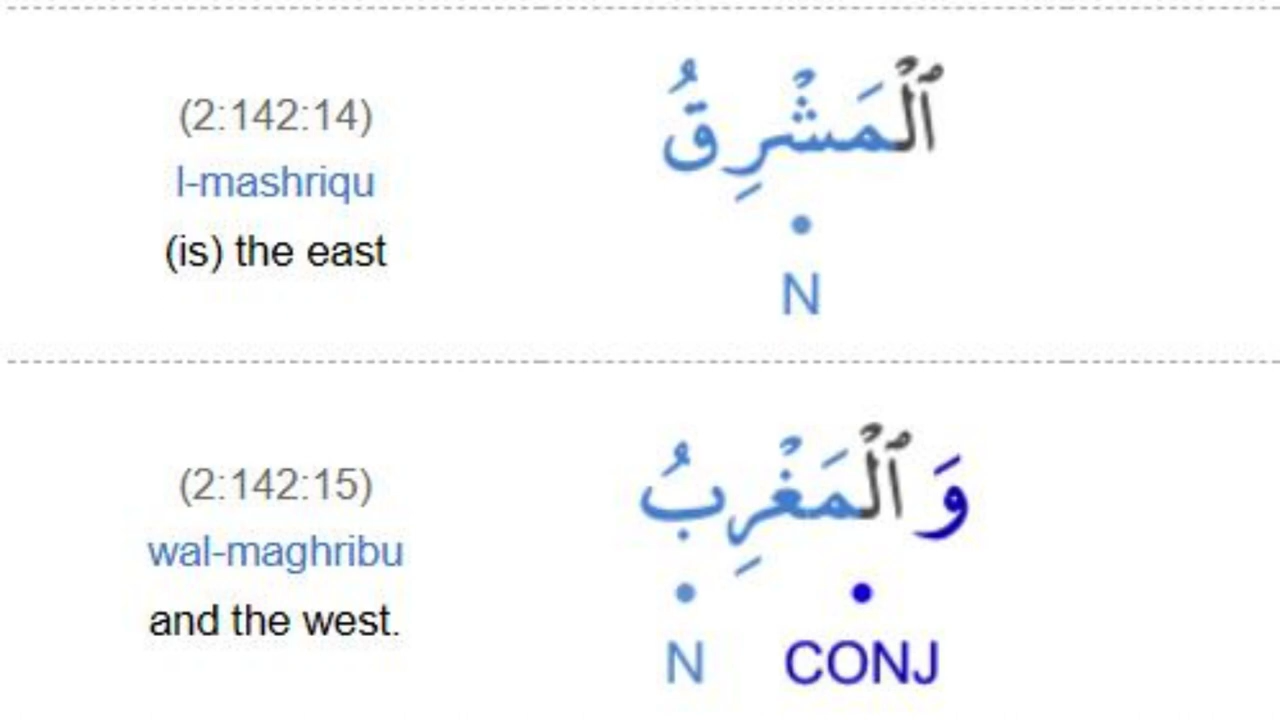 (2:142:14)
l-mashriqu
(is) the east
ٱلْمَشْرِقُ
N
(2:142:15)
wal-maghribu
and the west.
وَٱلْمَغْرِبُ
N CONJ